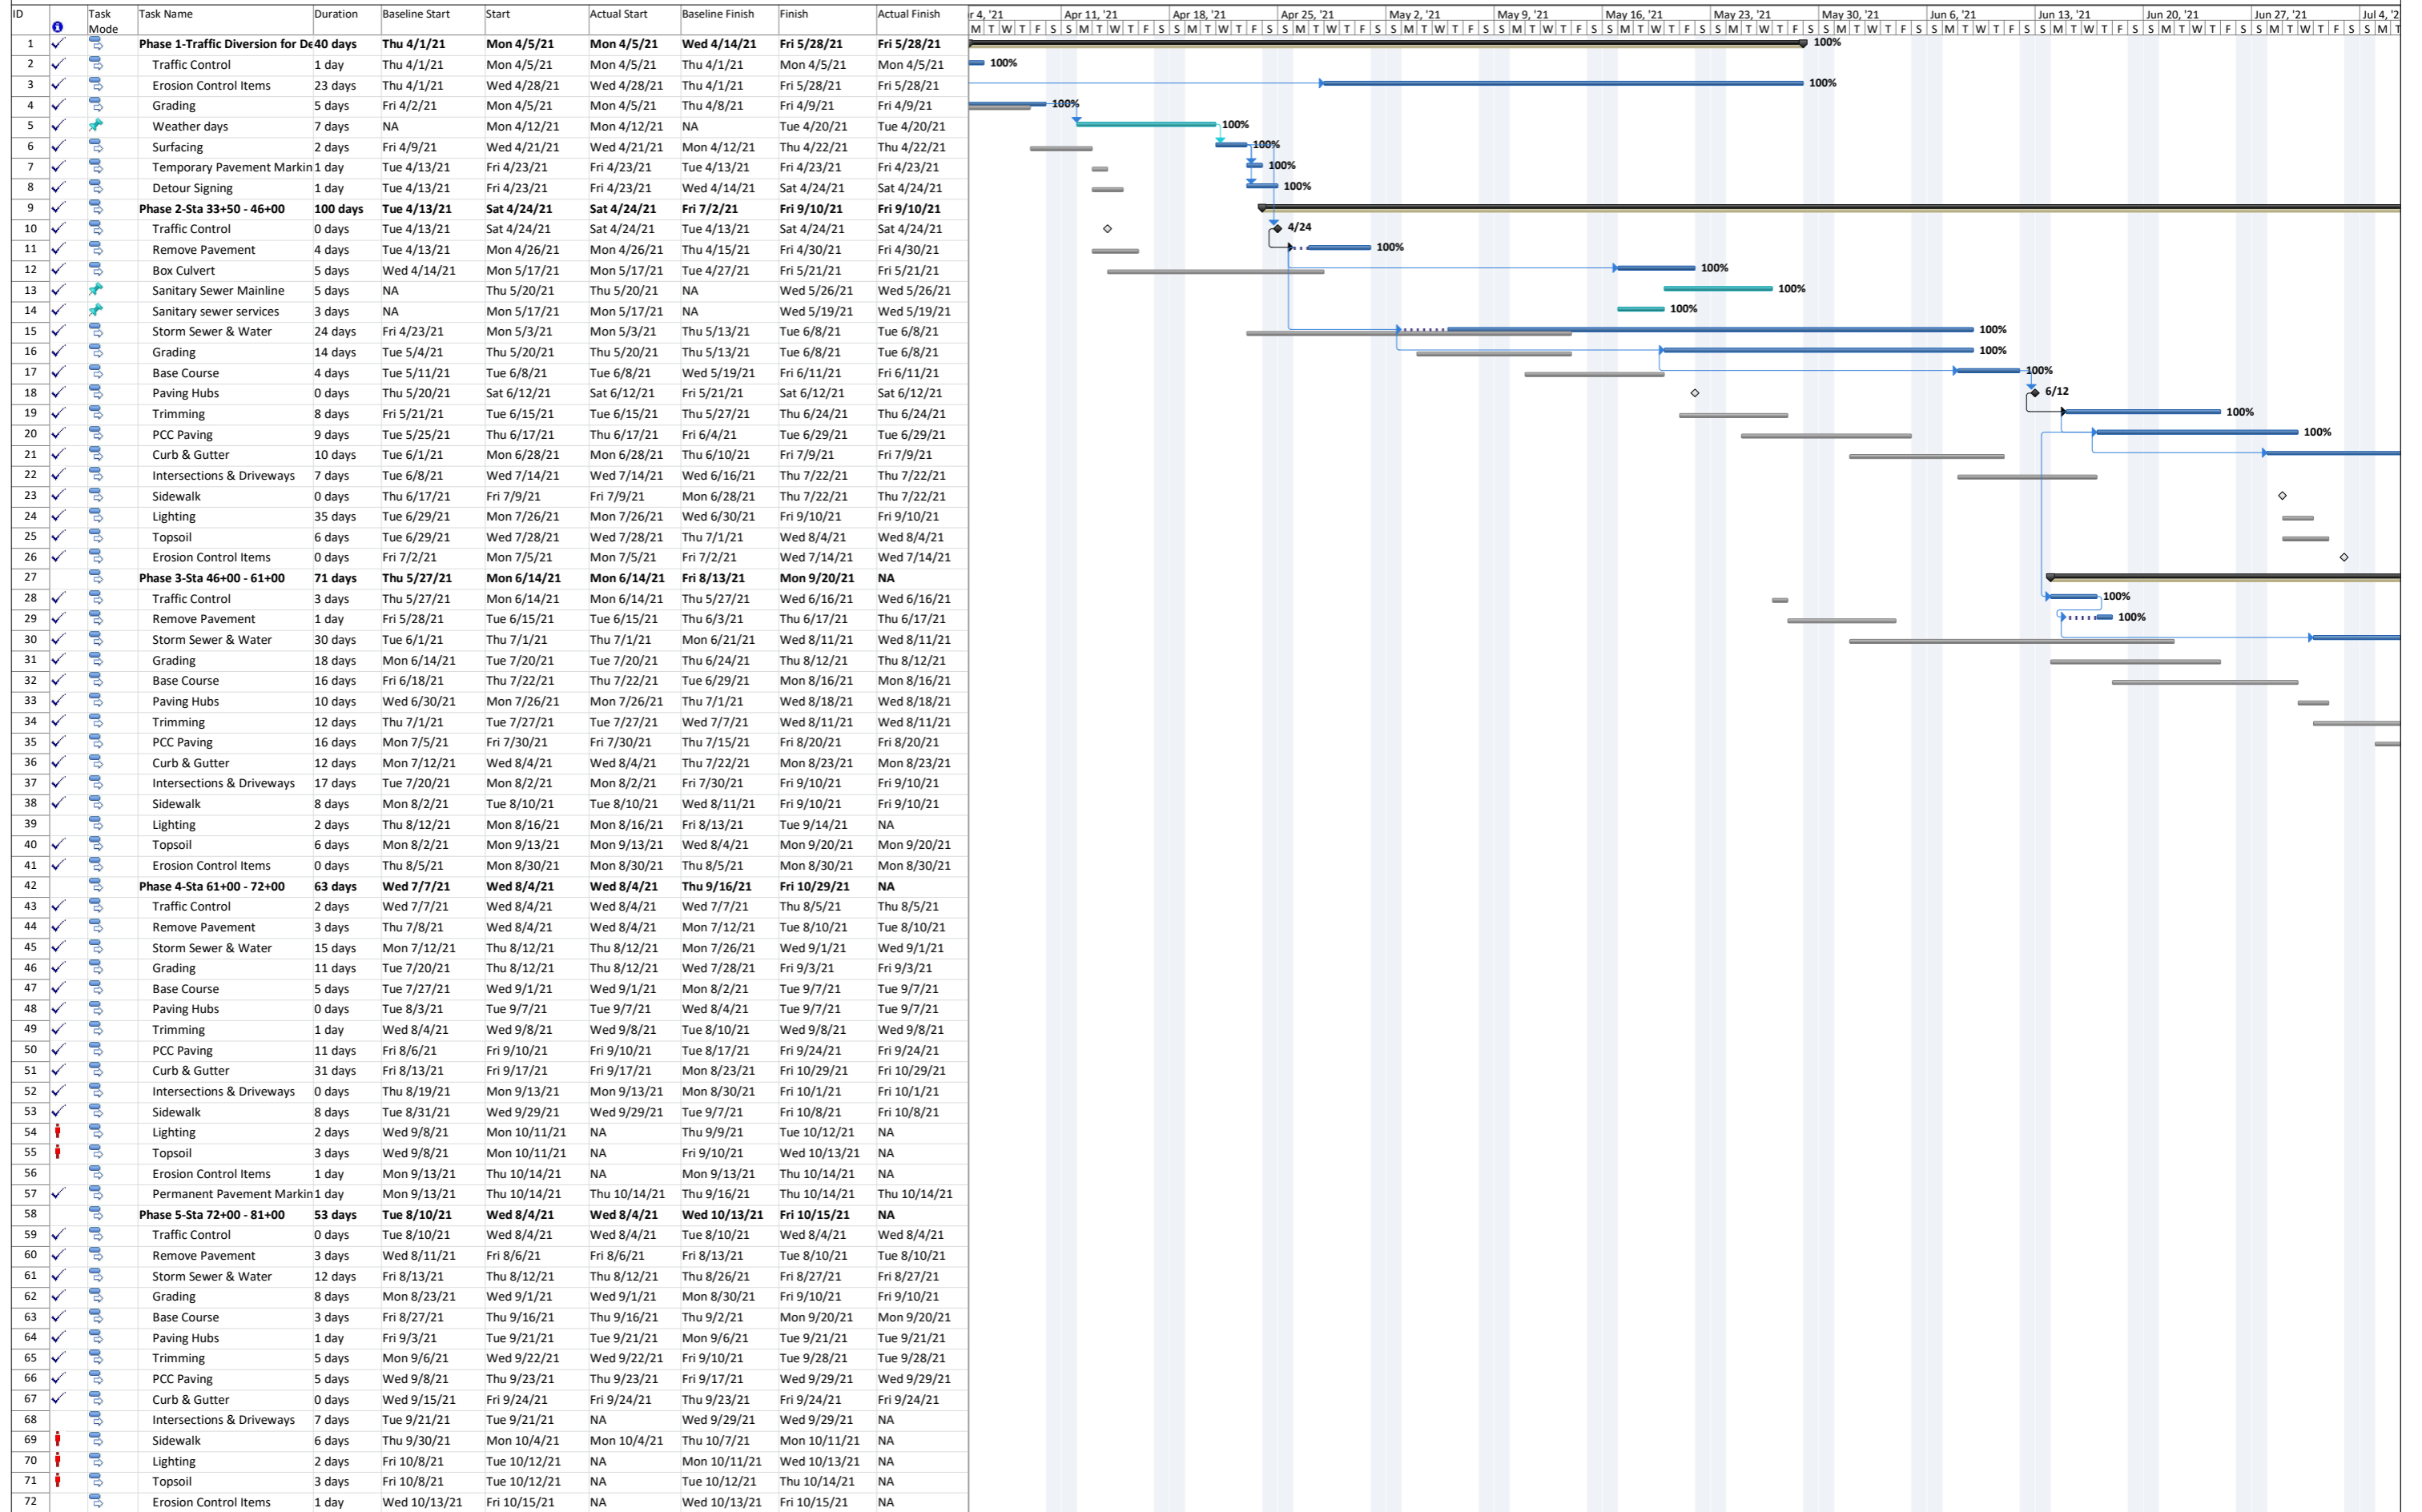 ID Task Mode Task Name Duration Baseline Start Start Actual Start Baseline Finish Finish Actual Finish
r 4, '21 Apr 11, '21 Apr 18, '21 Apr 25, '21 May 2, '21 May 9, '21 May 16, '21 May 23, '21 May 30, '21 Jun 6, '21 Jun 13, '21 Jun 20, '21 Jun 27, '21 Jul 4, '2
M T W T F S S M T W T F S S M T W T F S S M T W T F S S M T W T F S S M T W T F S S M T W T F S S M T W T F S S M T W T F S S M T W T F S S M T W T F S S M T W T F S S M T W T F S S M T
1 Phase 1-Traffic Diversion for De 40 days Thu 4/1/21 Mon 4/5/21 Mon 4/5/21 Wed 4/14/21 Fri 5/28/21 Fri 5/28/21 100%
2 Traffic Control 1 day Thu 4/1/21 Mon 4/5/21 Mon 4/5/21 Thu 4/1/21 Mon 4/5/21 Mon 4/5/21 100%
3 Erosion Control Items 23 days Thu 4/1/21 Wed 4/28/21 Wed 4/28/21 Thu 4/1/21 Fri 5/28/21 Fri 5/28/21 100%
4 Grading 5 days Fri 4/2/21 Mon 4/5/21 Mon 4/5/21 Thu 4/8/21 Fri 4/9/21 Fri 4/9/21 100%
5 Weather days 7 days NA Mon 4/12/21 Mon 4/12/21 NA Tue 4/20/21 Tue 4/20/21 100%
6 Surfacing 2 days Fri 4/9/21 Wed 4/21/21 Wed 4/21/21 Mon 4/12/21 Thu 4/22/21 Thu 4/22/21 100%
7 Temporary Pavement Markin 1 day Tue 4/13/21 Fri 4/23/21 Fri 4/23/21 Tue 4/13/21 Fri 4/23/21 Fri 4/23/21 100%
8 Detour Signing 1 day Tue 4/13/21 Fri 4/23/21 Fri 4/23/21 Wed 4/14/21 Sat 4/24/21 Sat 4/24/21 100%
9 Phase 2-Sta 33+50 - 46+00 100 days Tue 4/13/21 Sat 4/24/21 Sat 4/24/21 Fri 7/2/21 Fri 9/10/21 Fri 9/10/21
10 Traffic Control 0 days Tue 4/13/21 Sat 4/24/21 Sat 4/24/21 Tue 4/13/21 Sat 4/24/21 Sat 4/24/21 4/24
11 Remove Pavement 4 days Tue 4/13/21 Mon 4/26/21 Mon 4/26/21 Thu 4/15/21 Fri 4/30/21 Fri 4/30/21 100%
12 Box Culvert 5 days Wed 4/14/21 Mon 5/17/21 Mon 5/17/21 Tue 4/27/21 Fri 5/21/21 Fri 5/21/21 100%
13 Sanitary Sewer Mainline 5 days NA Thu 5/20/21 Thu 5/20/21 NA Wed 5/26/21 Wed 5/26/21 100%
14 Sanitary sewer services 3 days NA Mon 5/17/21 Mon 5/17/21 NA Wed 5/19/21 Wed 5/19/21 100%
15 Storm Sewer & Water 24 days Fri 4/23/21 Mon 5/3/21 Mon 5/3/21 Thu 5/13/21 Tue 6/8/21 Tue 6/8/21 100%
16 Grading 14 days Tue 5/4/21 Thu 5/20/21 Thu 5/20/21 Thu 5/13/21 Tue 6/8/21 Tue 6/8/21 100%
17 Base Course 4 days Tue 5/11/21 Tue 6/8/21 Tue 6/8/21 Wed 5/19/21 Fri 6/11/21 Fri 6/11/21 100%
18 Paving Hubs 0 days Thu 5/20/21 Sat 6/12/21 Sat 6/12/21 Fri 5/21/21 Sat 6/12/21 Sat 6/12/21 6/12
19 Trimming 8 days Fri 5/21/21 Tue 6/15/21 Tue 6/15/21 Thu 5/27/21 Thu 6/24/21 Thu 6/24/21 100%
20 PCC Paving 9 days Tue 5/25/21 Thu 6/17/21 Thu 6/17/21 Fri 6/4/21 Tue 6/29/21 Tue 6/29/21 100%
21 Curb & Gutter 10 days Tue 6/1/21 Mon 6/28/21 Mon 6/28/21 Thu 6/10/21 Fri 7/9/21 Fri 7/9/21
22 Intersections & Driveways 7 days Tue 6/8/21 Wed 7/14/21 Wed 7/14/21 Wed 6/16/21 Thu 7/22/21 Thu 7/22/21
23 Sidewalk 0 days Thu 6/17/21 Fri 7/9/21 Fri 7/9/21 Mon 6/28/21 Thu 7/22/21 Thu 7/22/21
24 Lighting 35 days Tue 6/29/21 Mon 7/26/21 Mon 7/26/21 Wed 6/30/21 Fri 9/10/21 Fri 9/10/21
25 Topsoil 6 days Tue 6/29/21 Wed 7/28/21 Wed 7/28/21 Thu 7/1/21 Wed 8/4/21 Wed 8/4/21
26 Erosion Control Items 0 days Fri 7/2/21 Mon 7/5/21 Mon 7/5/21 Fri 7/2/21 Wed 7/14/21 Wed 7/14/21
27 Phase 3-Sta 46+00 - 61+00 71 days Thu 5/27/21 Mon 6/14/21 Mon 6/14/21 Fri 8/13/21 Mon 9/20/21 NA
28 Traffic Control 3 days Thu 5/27/21 Mon 6/14/21 Mon 6/14/21 Thu 5/27/21 Wed 6/16/21 Wed 6/16/21 100%
29 Remove Pavement 1 day Fri 5/28/21 Tue 6/15/21 Tue 6/15/21 Thu 6/3/21 Thu 6/17/21 Thu 6/17/21 100%
30 Storm Sewer & Water 30 days Tue 6/1/21 Thu 7/1/21 Thu 7/1/21 Mon 6/21/21 Wed 8/11/21 Wed 8/11/21
31 Grading 18 days Mon 6/14/21 Tue 7/20/21 Tue 7/20/21 Thu 6/24/21 Thu 8/12/21 Thu 8/12/21
32 Base Course 16 days Fri 6/18/21 Thu 7/22/21 Thu 7/22/21 Tue 6/29/21 Mon 8/16/21 Mon 8/16/21
33 Paving Hubs 10 days Wed 6/30/21 Mon 7/26/21 Mon 7/26/21 Thu 7/1/21 Wed 8/18/21 Wed 8/18/21
34 Trimming 12 days Thu 7/1/21 Tue 7/27/21 Tue 7/27/21 Wed 7/7/21 Wed 8/11/21 Wed 8/11/21
35 PCC Paving 16 days Mon 7/5/21 Fri 7/30/21 Fri 7/30/21 Thu 7/15/21 Fri 8/20/21 Fri 8/20/21
36 Curb & Gutter 12 days Mon 7/12/21 Wed 8/4/21 Wed 8/4/21 Thu 7/22/21 Mon 8/23/21 Mon 8/23/21
37 Intersections & Driveways 17 days Tue 7/20/21 Mon 8/2/21 Mon 8/2/21 Fri 7/30/21 Fri 9/10/21 Fri 9/10/21
38 Sidewalk 8 days Mon 8/2/21 Tue 8/10/21 Tue 8/10/21 Wed 8/11/21 Fri 9/10/21 Fri 9/10/21
39 Lighting 2 days Thu 8/12/21 Mon 8/16/21 Mon 8/16/21 Fri 8/13/21 Tue 9/14/21 NA
40 Topsoil 6 days Mon 8/2/21 Mon 9/13/21 Mon 9/13/21 Wed 8/4/21 Mon 9/20/21 Mon 9/20/21
41 Erosion Control Items 0 days Thu 8/5/21 Mon 8/30/21 Mon 8/30/21 Thu 8/5/21 Mon 8/30/21 Mon 8/30/21
42 Phase 4-Sta 61+00 - 72+00 63 days Wed 7/7/21 Wed 8/4/21 Wed 8/4/21 Thu 9/16/21 Fri 10/29/21 NA
43 Traffic Control 2 days Wed 7/7/21 Wed 8/4/21 Wed 8/4/21 Wed 7/7/21 Thu 8/5/21 Thu 8/5/21
44 Remove Pavement 3 days Thu 7/8/21 Wed 8/4/21 Wed 8/4/21 Mon 7/12/21 Tue 8/10/21 Tue 8/10/21
45 Storm Sewer & Water 15 days Mon 7/12/21 Thu 8/12/21 Thu 8/12/21 Mon 7/26/21 Wed 9/1/21 Wed 9/1/21
46 Grading 11 days Tue 7/20/21 Thu 8/12/21 Thu 8/12/21 Wed 7/28/21 Fri 9/3/21 Fri 9/3/21
47 Base Course 5 days Tue 7/27/21 Wed 9/1/21 Wed 9/1/21 Mon 8/2/21 Tue 9/7/21 Tue 9/7/21
48 Paving Hubs 0 days Tue 8/3/21 Tue 9/7/21 Tue 9/7/21 Wed 8/4/21 Tue 9/7/21 Tue 9/7/21
49 Trimming 1 day Wed 8/4/21 Wed 9/8/21 Wed 9/8/21 Tue 8/10/21 Wed 9/8/21 Wed 9/8/21
50 PCC Paving 11 days Fri 8/6/21 Fri 9/10/21 Fri 9/10/21 Tue 8/17/21 Fri 9/24/21 Fri 9/24/21
51 Curb & Gutter 31 days Fri 8/13/21 Fri 9/17/21 Fri 9/17/21 Mon 8/23/21 Fri 10/29/21 Fri 10/29/21
52 Intersections & Driveways 0 days Thu 8/19/21 Mon 9/13/21 Mon 9/13/21 Mon 8/30/21 Fri 10/1/21 Fri 10/1/21
53 Sidewalk 8 days Tue 8/31/21 Wed 9/29/21 Wed 9/29/21 Tue 9/7/21 Fri 10/8/21 Fri 10/8/21
54 Lighting 2 days Wed 9/8/21 Mon 10/11/21 NA Thu 9/9/21 Tue 10/12/21 NA
55 Topsoil 3 days Wed 9/8/21 Mon 10/11/21 NA Fri 9/10/21 Wed 10/13/21 NA
56 Erosion Control Items 1 day Mon 9/13/21 Thu 10/14/21 NA Mon 9/13/21 Thu 10/14/21 NA
57 Permanent Pavement Markin 1 day Mon 9/13/21 Thu 10/14/21 Thu 10/14/21 Thu 9/16/21 Thu 10/14/21 Thu 10/14/21
58 Phase 5-Sta 72+00 - 81+00 53 days Tue 8/10/21 Wed 8/4/21 Wed 8/4/21 Wed 10/13/21 Fri 10/15/21 NA
59 Traffic Control 0 days Tue 8/10/21 Wed 8/4/21 Wed 8/4/21 Tue 8/10/21 Wed 8/4/21 Wed 8/4/21
60 Remove Pavement 3 days Wed 8/11/21 Fri 8/6/21 Fri 8/6/21 Fri 8/13/21 Tue 8/10/21 Tue 8/10/21
61 Storm Sewer & Water 12 days Fri 8/13/21 Thu 8/12/21 Thu 8/12/21 Thu 8/26/21 Fri 8/27/21 Fri 8/27/21
62 Grading 8 days Mon 8/23/21 Wed 9/1/21 Wed 9/1/21 Mon 8/30/21 Fri 9/10/21 Fri 9/10/21
63 Base Course 3 days Fri 8/27/21 Thu 9/16/21 Thu 9/16/21 Thu 9/2/21 Mon 9/20/21 Mon 9/20/21
64 Paving Hubs 1 day Fri 9/3/21 Tue 9/21/21 Tue 9/21/21 Mon 9/6/21 Tue 9/21/21 Tue 9/21/21
65 Trimming 5 days Mon 9/6/21 Wed 9/22/21 Wed 9/22/21 Fri 9/10/21 Tue 9/28/21 Tue 9/28/21
66 PCC Paving 5 days Wed 9/8/21 Thu 9/23/21 Thu 9/23/21 Fri 9/17/21 Wed 9/29/21 Wed 9/29/21
67 Curb & Gutter 0 days Wed 9/15/21 Fri 9/24/21 Fri 9/24/21 Thu 9/23/21 Fri 9/24/21 Fri 9/24/21
68 Intersections & Driveways 7 days Tue 9/21/21 Tue 9/21/21 NA Wed 9/29/21 Wed 9/29/21 NA
69 Sidewalk 6 days Thu 9/30/21 Mon 10/4/21 Mon 10/4/21 Thu 10/7/21 Mon 10/11/21 NA
70 Lighting 2 days Fri 10/8/21 Tue 10/12/21 NA Mon 10/11/21 Wed 10/13/21 NA
71 Topsoil 3 days Fri 10/8/21 Tue 10/12/21 NA Tue 10/12/21 Thu 10/14/21 NA
72 Erosion Control Items 1 day Wed 10/13/21 Fri 10/15/21 NA Wed 10/13/21 Fri 10/15/21 NA